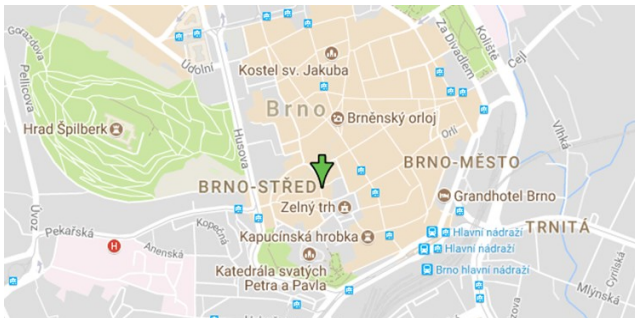 Gorazdova
Pellicova
Údolní
Kostel sv. Jakuba
Za Divadlem
Koliště
Cejl
Brno
Brněnský orloj
Hrad Špilberk
Husova
Orlí
Vlhká
BRNO-MĚSTO
BRNO-STŘED
Grandhotel Brno
Zelný trh
Úvoz
Pekařská
Kopečná
Kapucínská hrobka
Hlavní nádraží
TRNITÁ
H
Anenská
Hlavní nádraží
Katedrála svatých
Petra a Pavla
Brno hlavní nádraží
Cyrilská
Mlýnská